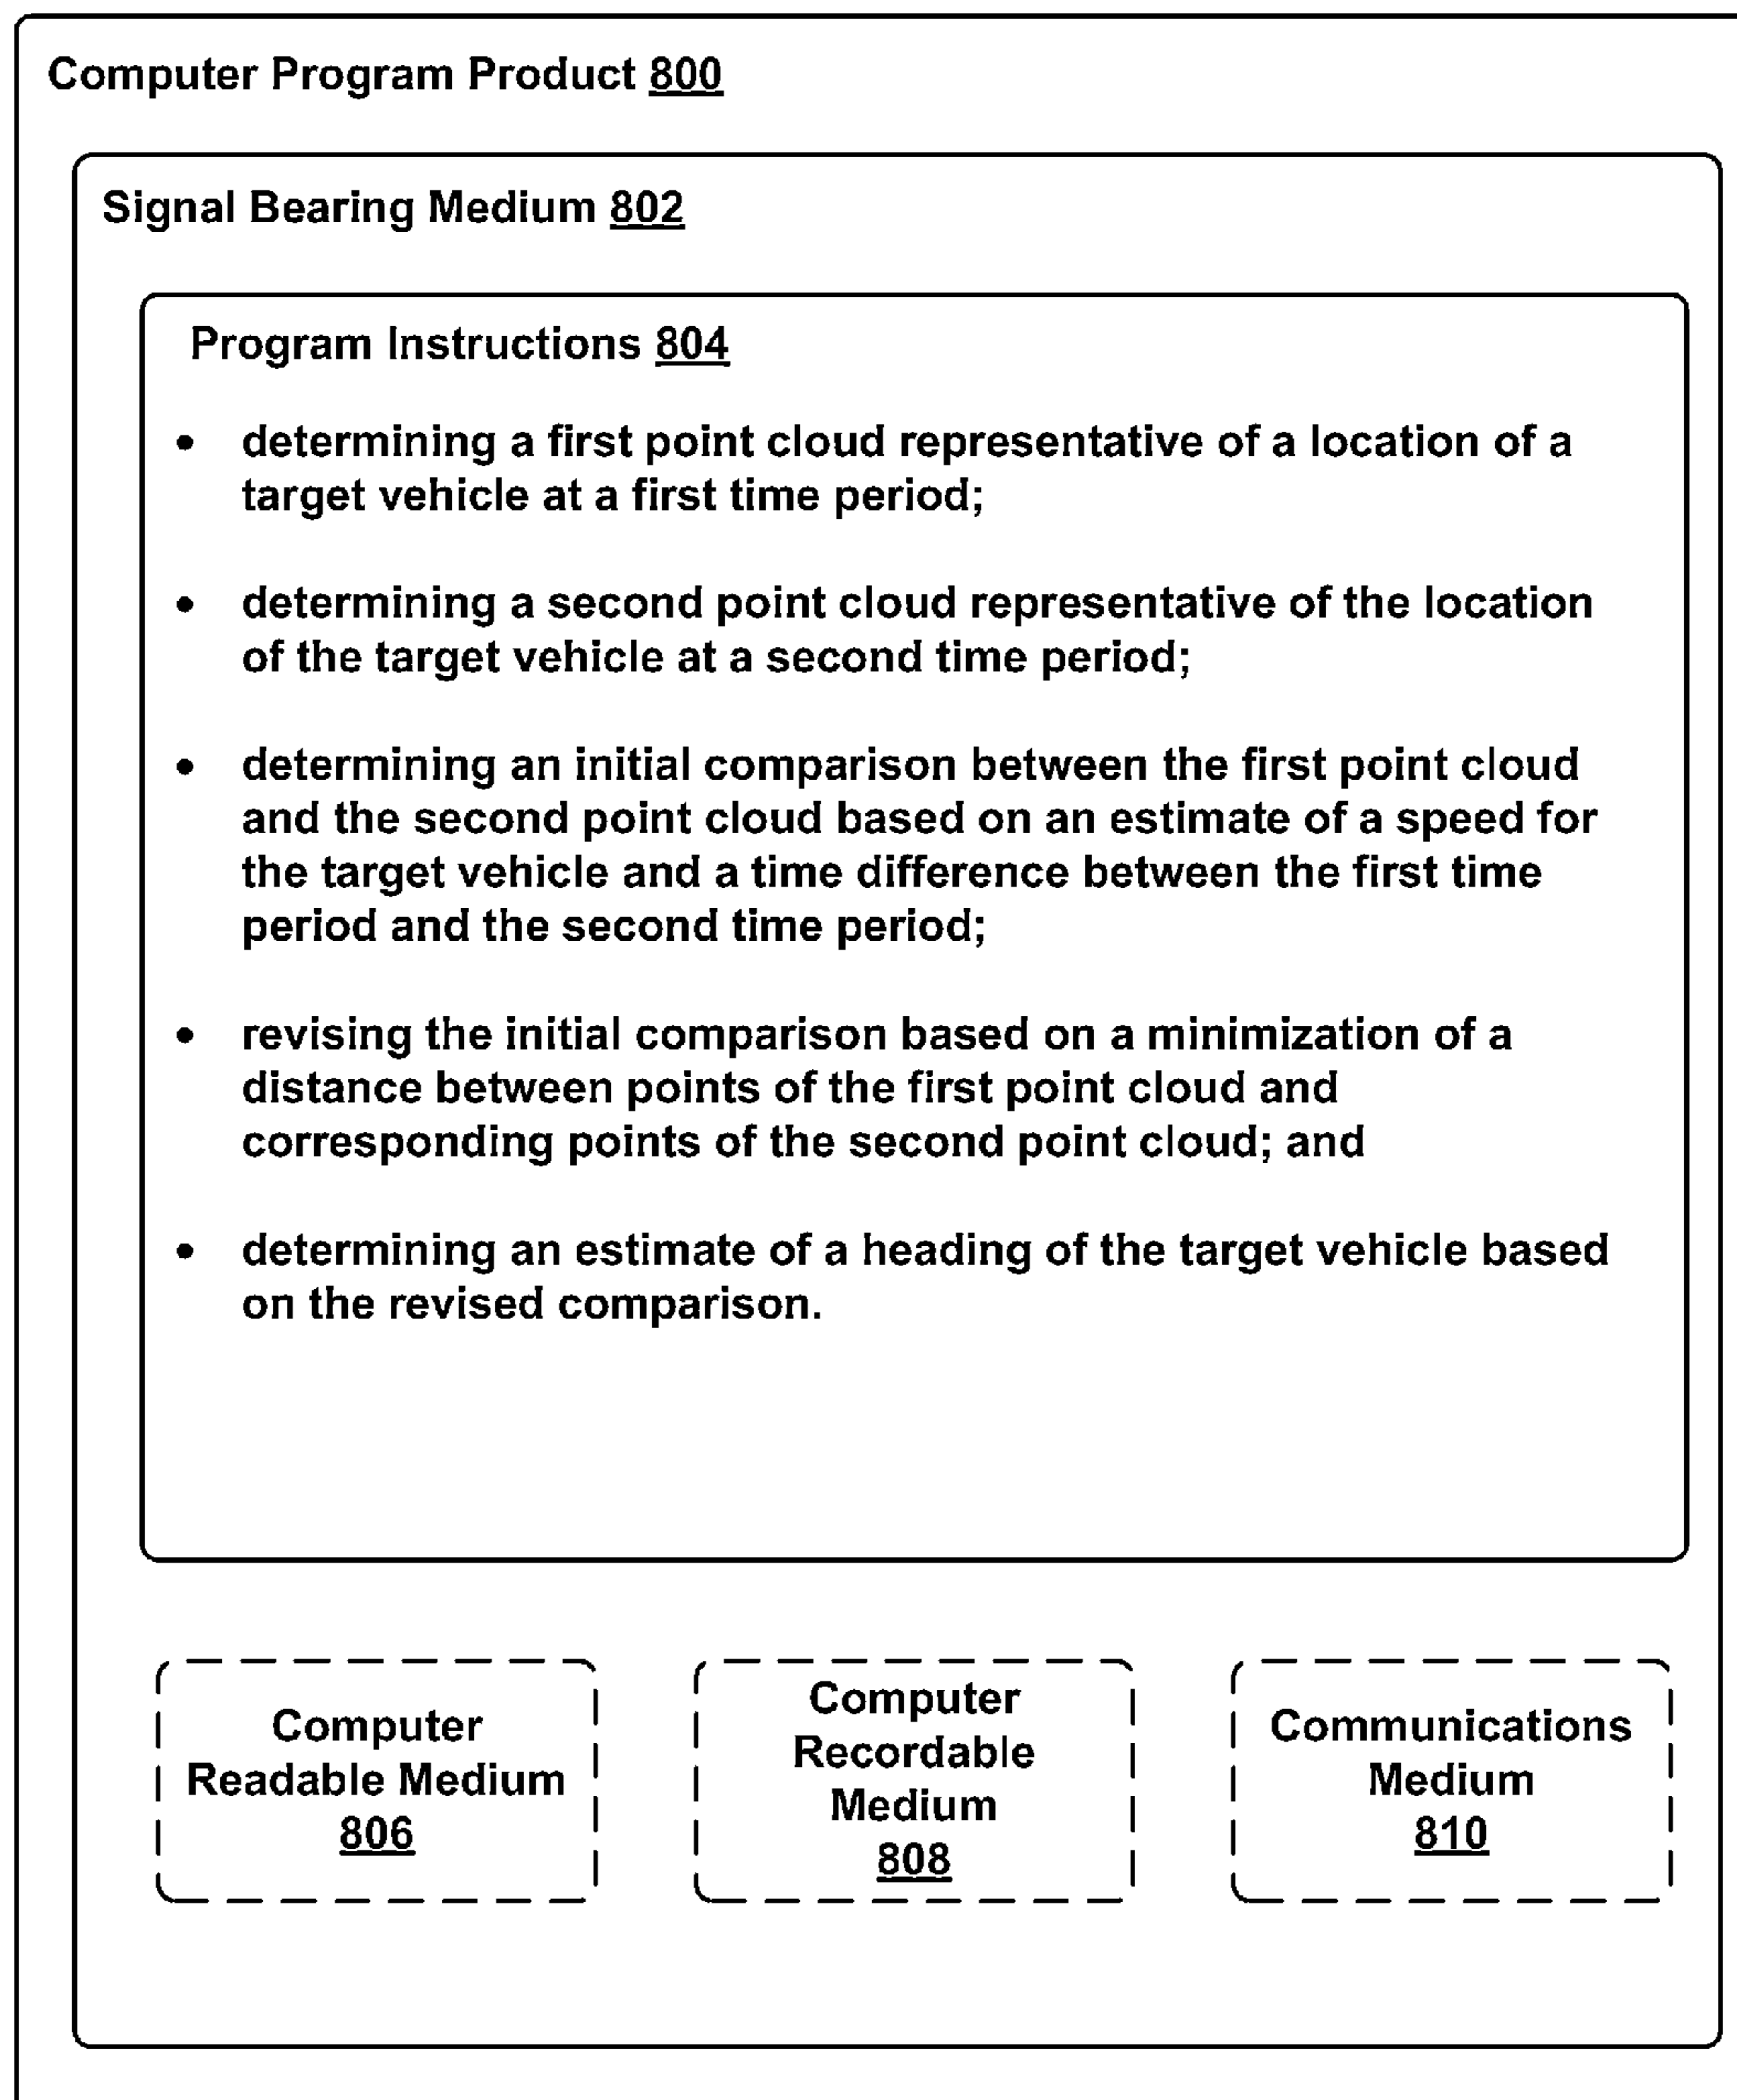 Computer Program Product 800
Signal Bearing Medium 802
Program Instructions 804
• determining a first point cloud representative of a location of a
target vehicle at a first time period;
• determining a second point cloud representative of the location
of the target vehicle at a second time period;
• determining an initial comparison between the first point cloud
and the second point cloud based on an estimate of a speed for
the target vehicle and a time difference between the first time
period and the second time period;
• revising the initial comparison based on a minimization of a
distance between points of the first point cloud and
corresponding points of the second point cloud; and
• determining an estimate of a heading of the target vehicle based
on the revised comparison.
Computer
Readable Medium
806
Computer
Recordable
Medium
808
Communications
Medium
810